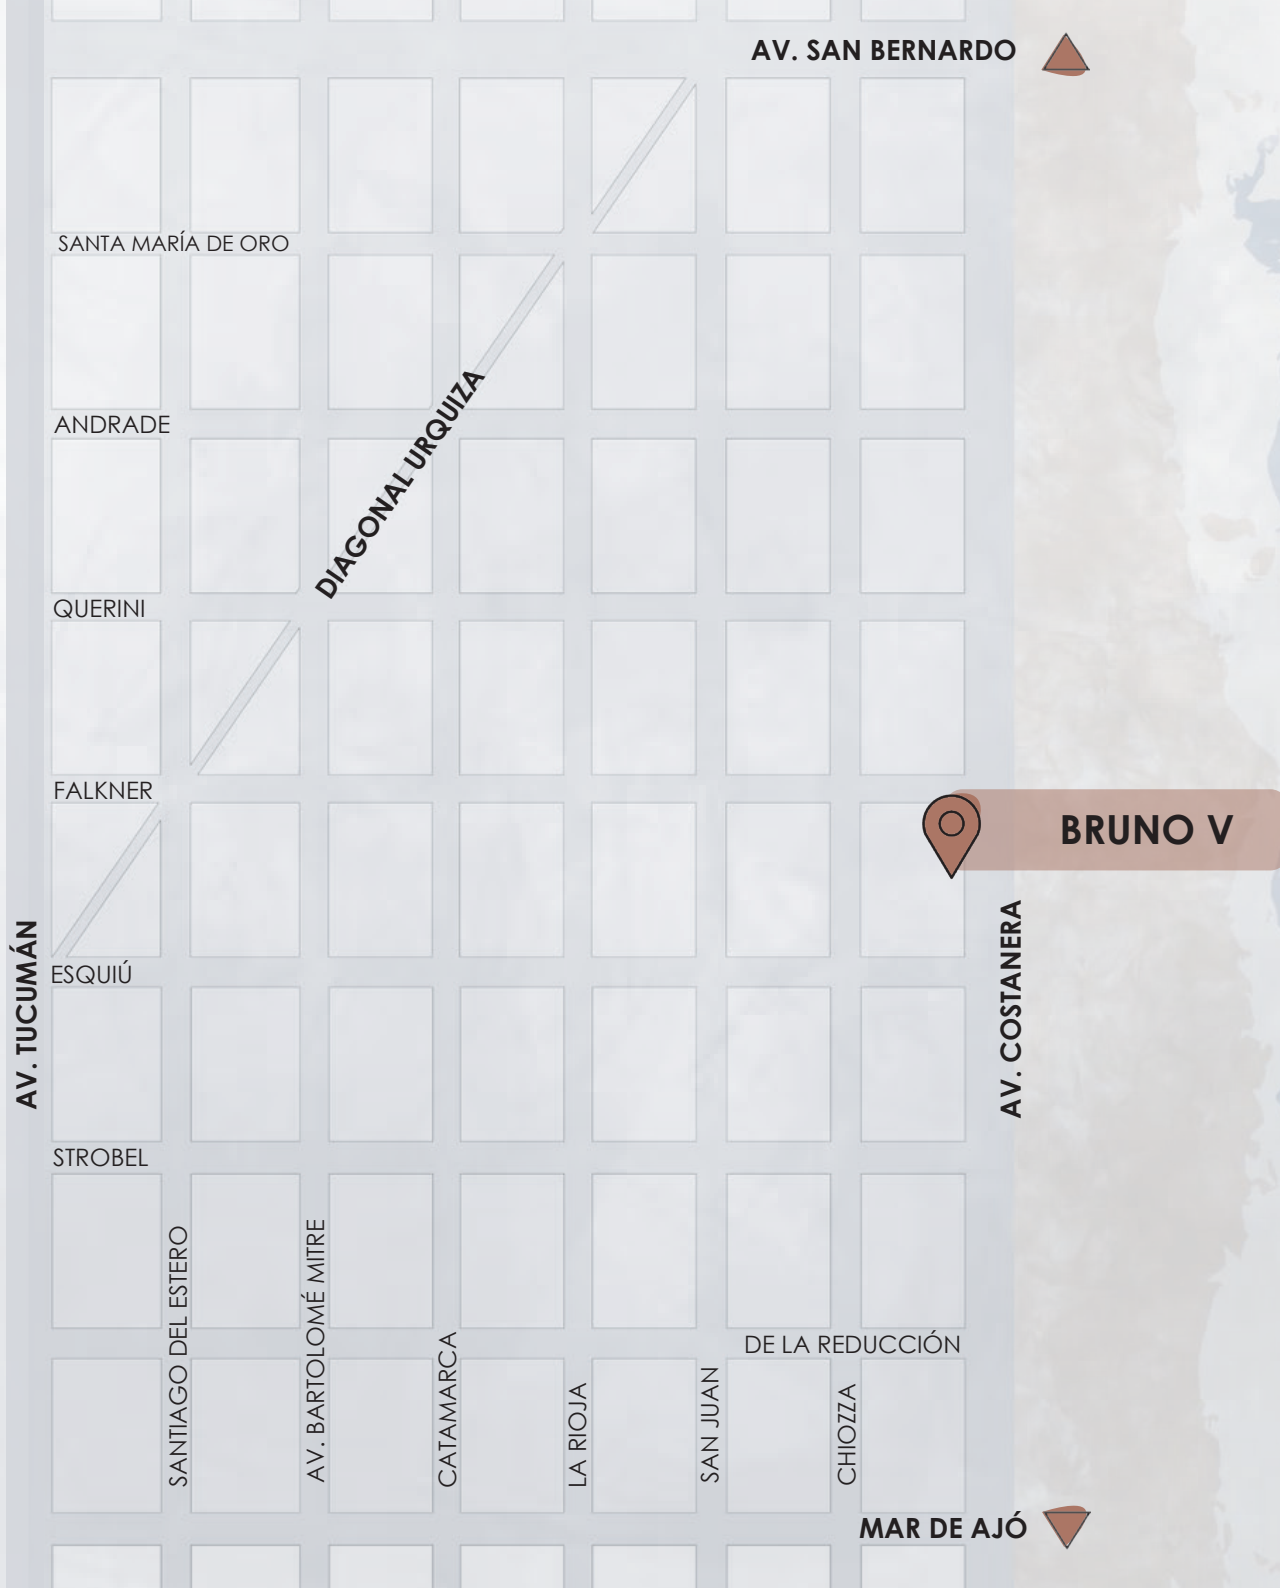 AV. SAN BERNARDO
SANTA MARÍA DE ORO
DIAGONAL URQUIZA
ANDRADE
QUERINI
FALKNER
BRUNO V
AV. TUCUMÁN
AV. COSTANERA
ESQUIÚ
STROBEL
SANTIAGO DEL ESTERO
AV. BARTOLOMÉ MITRE
CATAMARCA
LA RIOJA
SAN JUAN
CHIOZZA
DE LA REDUCCIÓN
MAR DE AJÓ